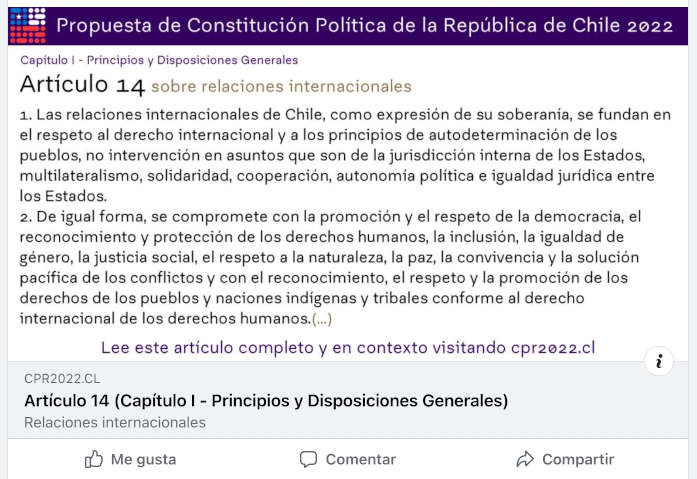 Propuesta de Constitución Política de la República de Chile 2022
Capítulo I - Principios y Disposiciones Generales
Artículo 14 sobre relaciones internacionales
1. Las relaciones internacionales de Chile, como expresión de su soberanía, se fundan en
el respeto al derecho internacional y a los principios de autodeterminación de los
pueblos, no intervención en asuntos que son de la jurisdicción interna de los Estados,
multilateralismo, solidaridad, cooperación, autonomía política e igualdad jurídica entre
los Estados.
2. De igual forma, se compromete con la promoción y el respeto de la democracia, el
reconocimiento y protección de los derechos humanos, la inclusión, la igualdad de
género, la justicia social, el respeto a la naturaleza, la paz, la convivencia y la solución
pacífica de los conflictos y con el reconocimiento, el respeto y la promoción de los
derechos de los pueblos y naciones indígenas y tribales conforme al derecho
internacional de los derechos humanos.(...)
Lee este artículo completo y en contexto visitando cpr2022.cl
i
CPR2022.CL
Artículo 14 (Capítulo I - Principios y Disposiciones Generales)
Relaciones internacionales
Me gusta Comentar Compartir